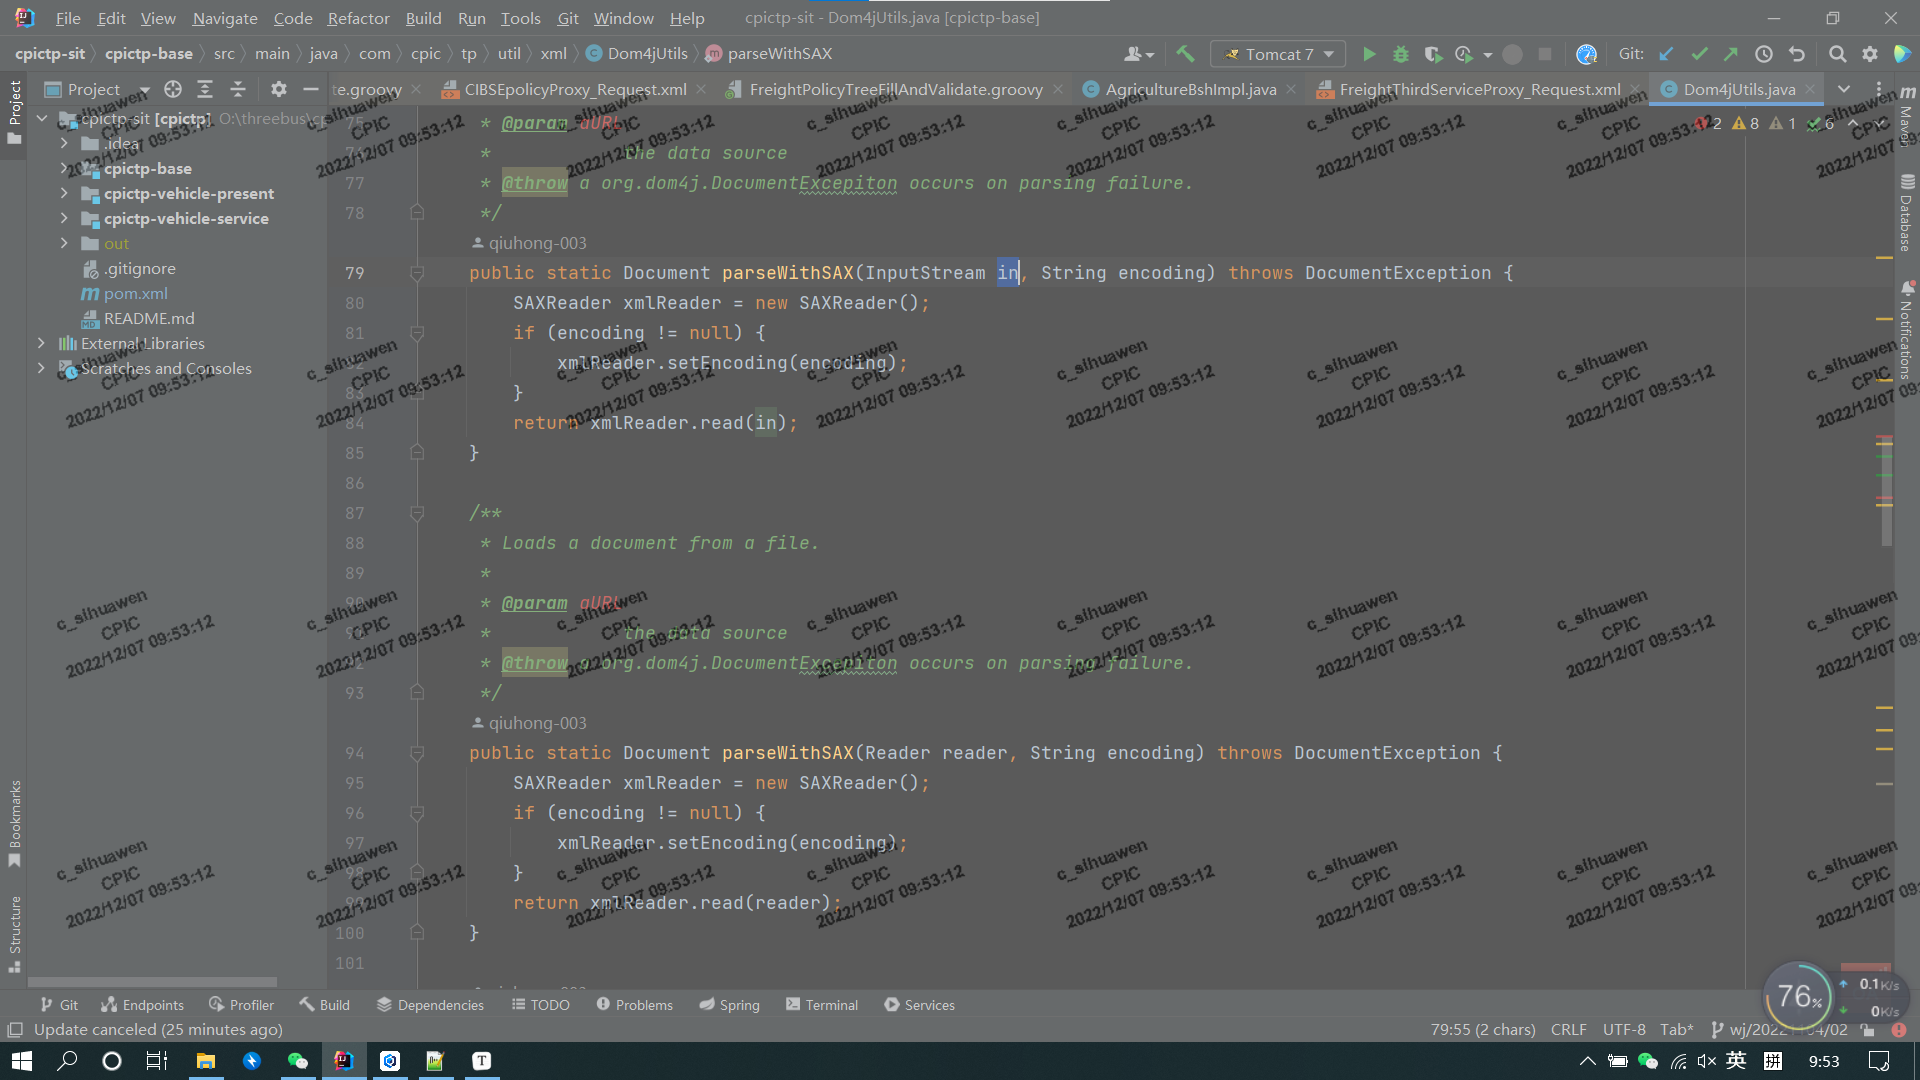 File Edit View Navigate Code Refactor Build Run Tools Git Window Help cpictp-sit - Dom4jUtils.java [cpictp-base]
cpictp-sit cpictp-base src main java com cpic tp util xml Dom4jUtils parseWithSAX Tomcat 7 Git:
Project te.groovy CIBSEpolicyProxy_Request.xml FreightPolicyTreeFillAndValidate.groovy AgricultureBshImpl.java FreightThirdServiceProxy_Request.xml Dom4jUtils.java
cpictp-sit [cpictp] O:\threebus\cp
.idea
cpictp-base
cpictp-vehicle-present
cpictp-vehicle-service
out
.gitignore
pom.xml
README.md
External Libraries
Scratches and Consoles
2 8 1 6
75 * @param aURL
76 * the data source
77 * @throw a org.dom4j.DocumentExcepiton occurs on parsing failure.
78 */
qiuhong-003
79 public static Document parseWithSAX(InputStream in, String encoding) throws DocumentException {
80 SAXReader xmlReader = new SAXReader();
81 if (encoding != null) {
82 xmlReader.setEncoding(encoding);
83 }
84 return xmlReader.read(in);
85 }
86
87 /**
88 * Loads a document from a file.
89 *
90 * @param aURL
91 * the data source
92 * @throw a org.dom4j.DocumentExcepiton occurs on parsing failure.
93 */
qiuhong-003
94 public static Document parseWithSAX(Reader reader, String encoding) throws DocumentException {
95 SAXReader xmlReader = new SAXReader();
96 if (encoding != null) {
97 xmlReader.setEncoding(encoding);
98 }
99 return xmlReader.read(reader);
100 }
101
Project
Bookmarks
Structure
Maven
Database
Notifications
c_sihuawen
CPIC
2022/12/07 09:53:12
76%
0.1K/s
0K/s
Git Endpoints Profiler Build Dependencies TODO Problems Spring Terminal Services
Update canceled (25 minutes ago) 79:55 (2 chars) CRLF UTF-8 Tab*
英 拼 9:53